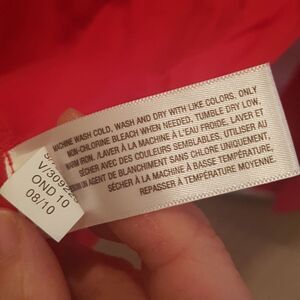 MACHINE WASH COLD, WASH AND DRY WITH LIKE COLORS. ONLY
NON-CHLORINE BLEACH WHEN NEEDED, TUMBLE DRY LOW,
WARM IRON. /LAVER À LA MACHINE À L'EAU FROIDE. LAVER ET
SÉCHER AVEC DES COULEURS SEMBLABLES. UTILISER AU
UN AGENT DE BLANCHIMENT SANS CHLORE UNIQUEMENT.
SÉCHER À LA MACHINE À BASSE TEMPÉRATURE.
REPASSER À TEMPÉRATURE MOYENNE.
OND 10
08/10